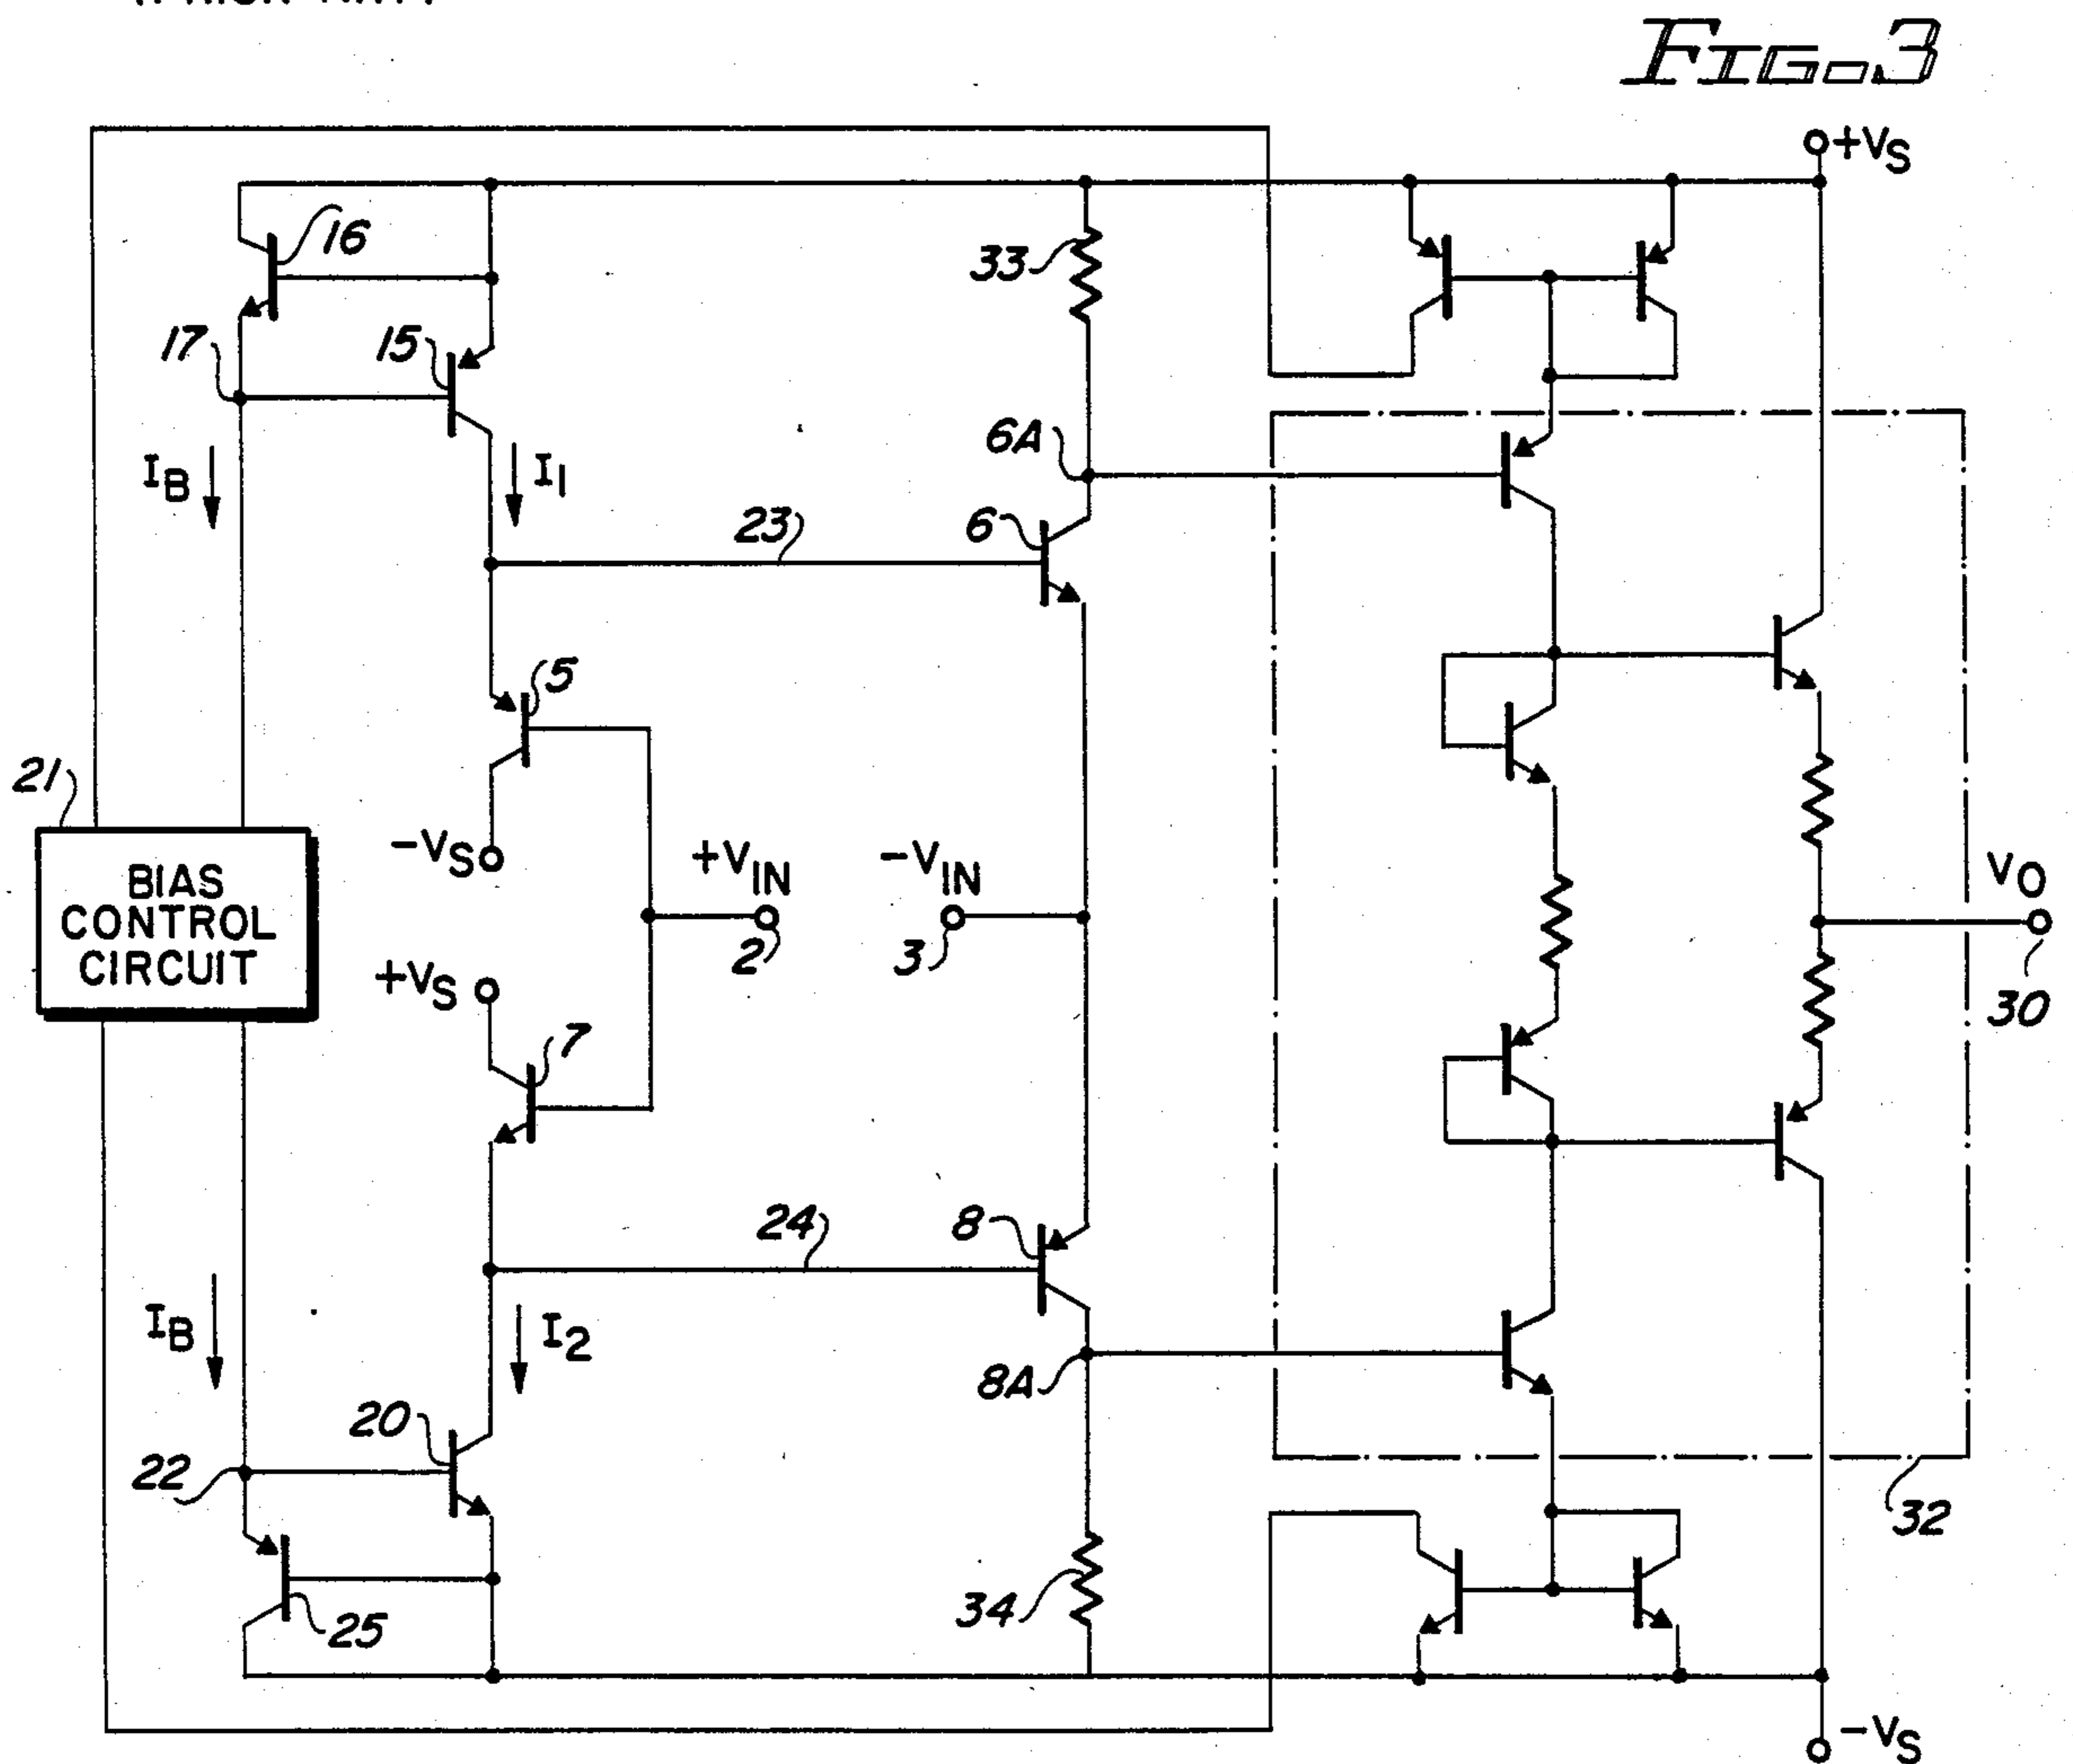 FIG. 3
+VS
16
33
17
15
6A
IB
I1
23
6
5
21
-VS
+VIN
-VIN
VO
BIAS
CONTROL
CIRCUIT
2
3
+VS
30
7
24
8
IB
I2
8A
20
22
32
34
25
-VS